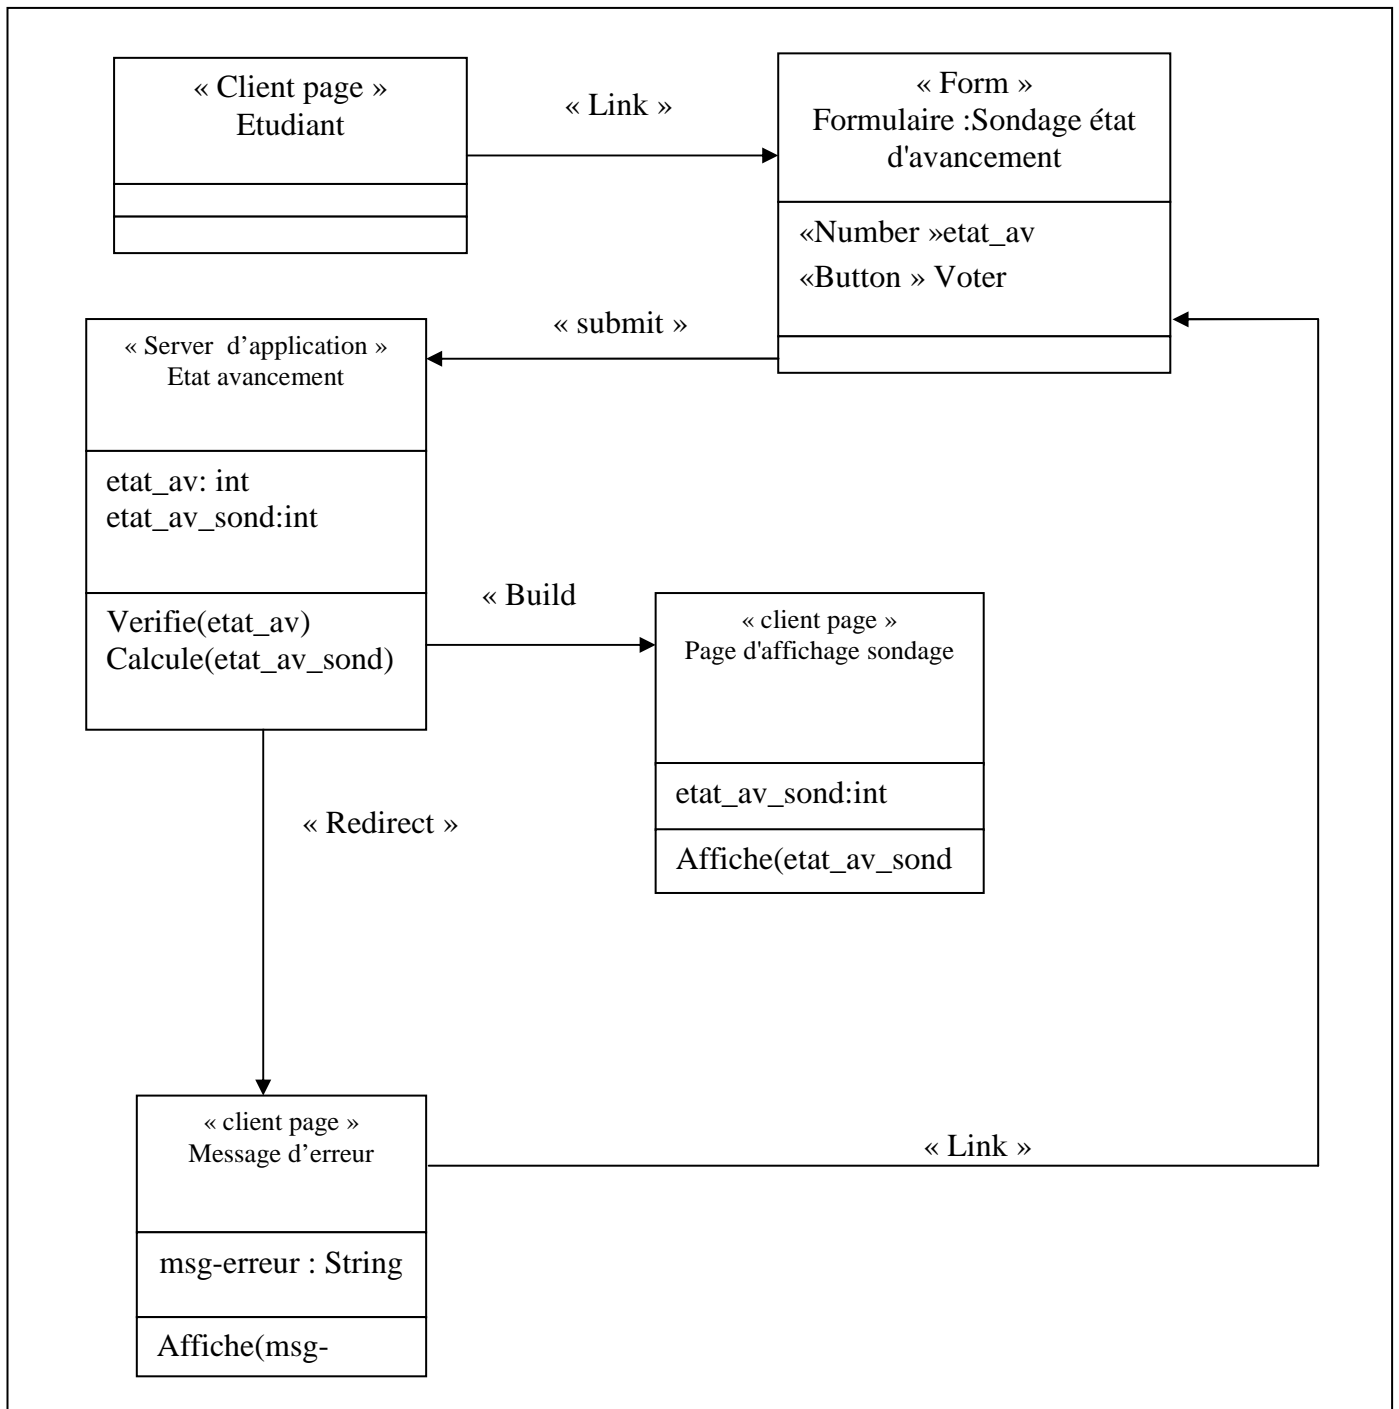 « Client page »
Etudiant
« Link »
« Form »
Formulaire :Sondage état
d'avancement
«Number »etat_av
«Button » Voter
« submit »
« Server  d’application »
Etat avancement
etat_av: int
etat_av_sond:int
Verifie(etat_av)
Calcule(etat_av_sond)
« Build
« client page »
Page d'affichage sondage
etat_av_sond:int
Affiche(etat_av_sond
« Redirect »
« client page »
Message d’erreur
msg-erreur : String
Affiche(msg-
« Link »